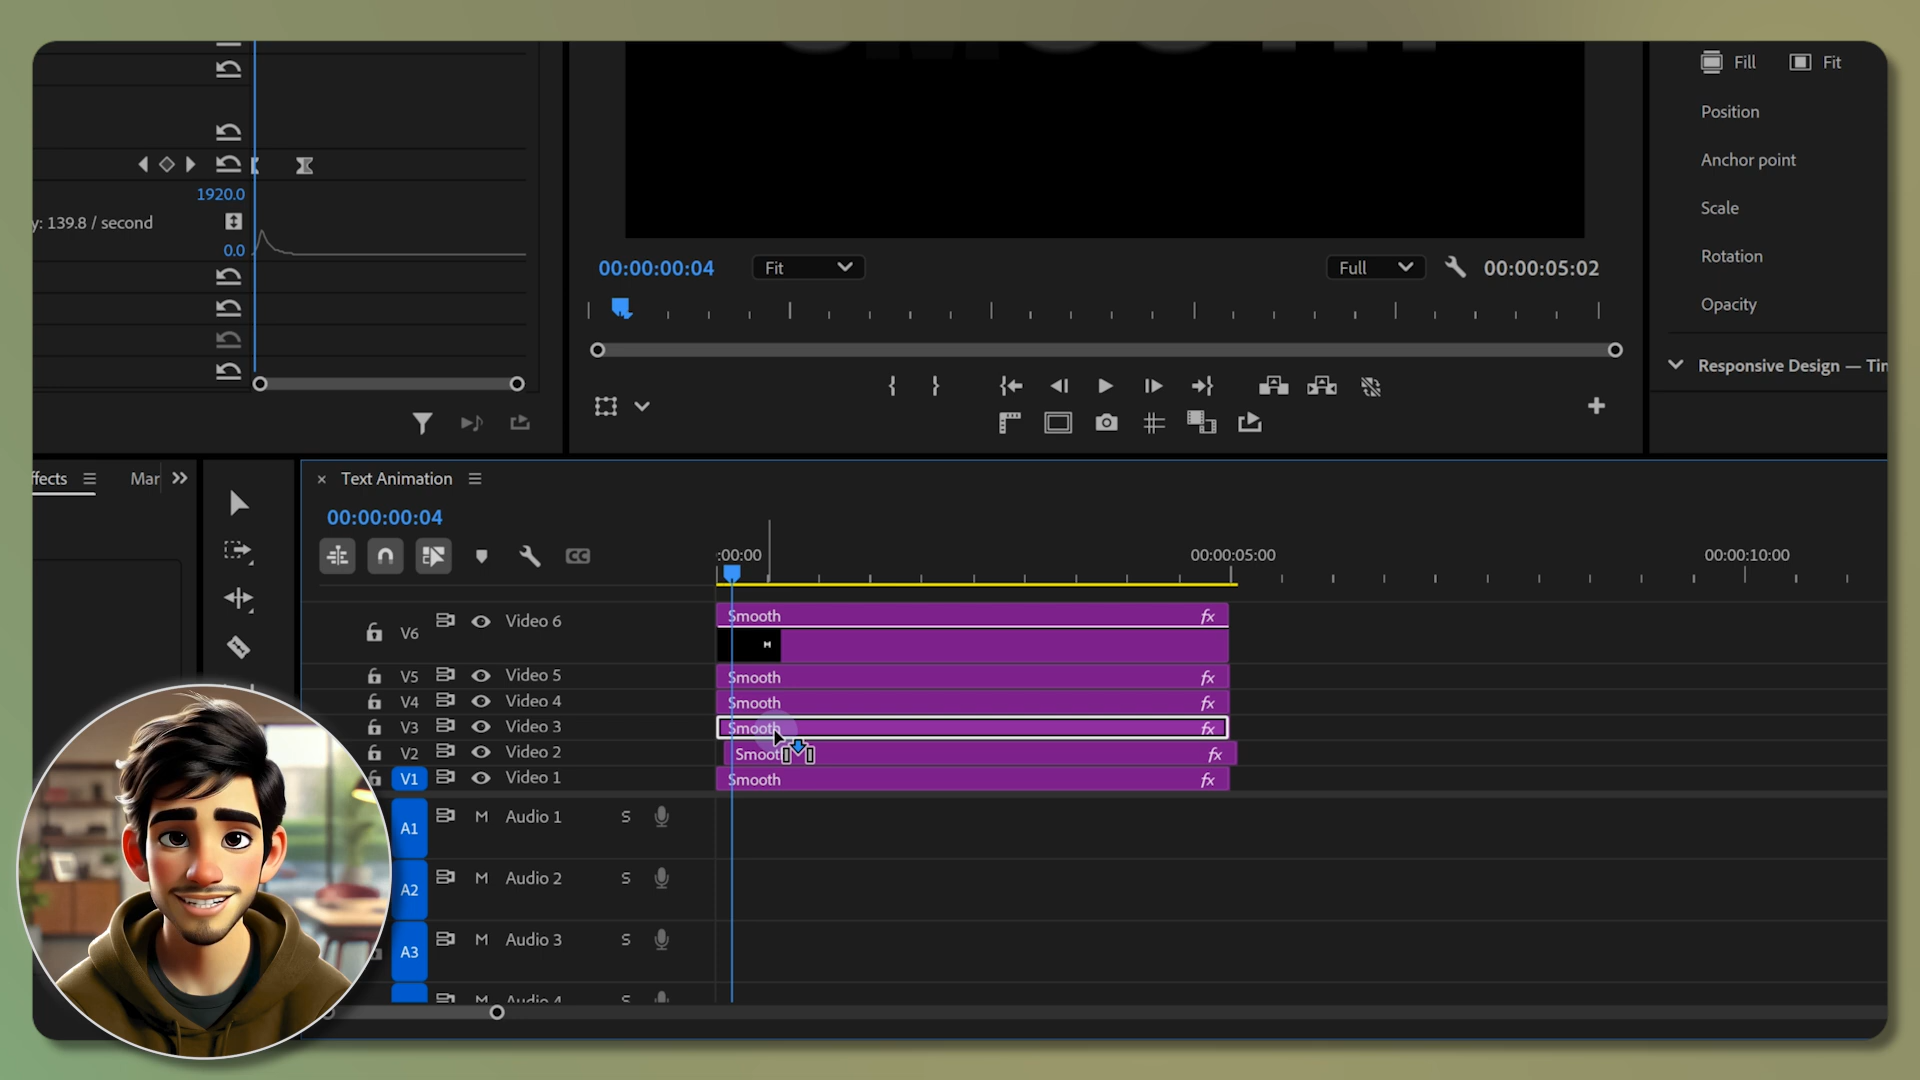 Fill
Fit
Position
Anchor point
Scale
Rotation
Opacity
Responsive Design — Tin
1920.0
y: 139.8 / second
0.0
00:00:00:04
Fit
Full
00:00:05:02
ffects
Mar
Text Animation
00:00:00:04
CC
:00:00
00:00:05:00
00:00:10:00
V6
Video 6
Smooth
fx
M
V5
Video 5
Smooth
fx
V4
Video 4
Smooth
fx
V3
Video 3
Smooth
fx
V2
Video 2
Smoot
fx
V1
Video 1
Smooth
fx
A1
M
Audio 1
S
A2
M
Audio 2
S
A3
M
Audio 3
S
M
Audio 4
S